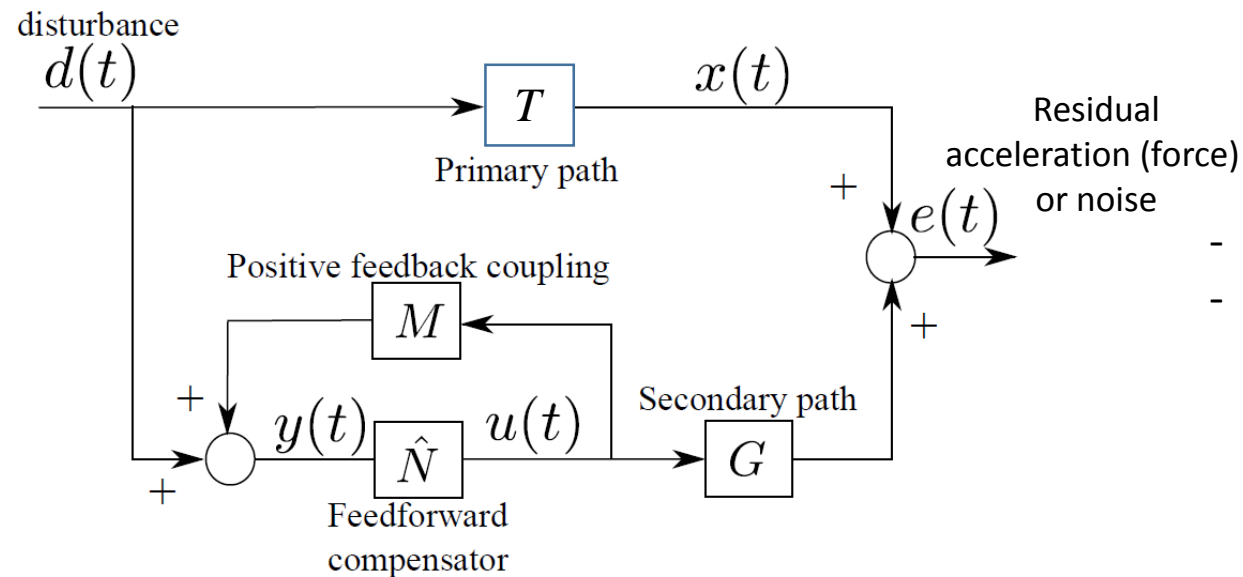 disturbance
d(t)
T
x(t)
Primary path
Residual
acceleration (force)
or noise
+
e(t)
-
-
Positive feedback coupling
M
+
+
Secondary path
y(t)
N̂
u(t)
G
+
Feedforward
compensator